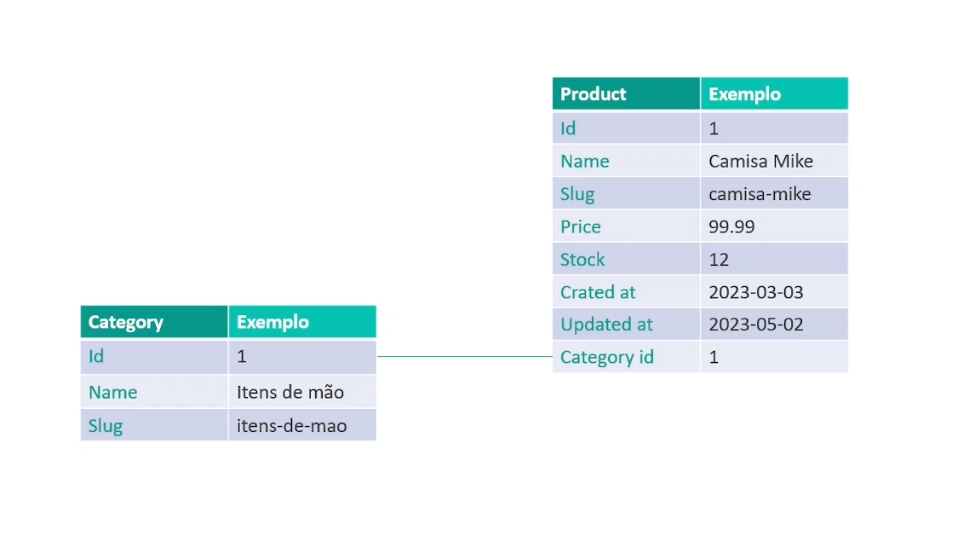 Product Exemplo
Id 1
Name Camisa Mike
Slug camisa-mike
Price 99.99
Stock 12
Crated at 2023-03-03
Updated at 2023-05-02
Category id 1
Category Exemplo
Id 1
Name Itens de mão
Slug itens-de-mao